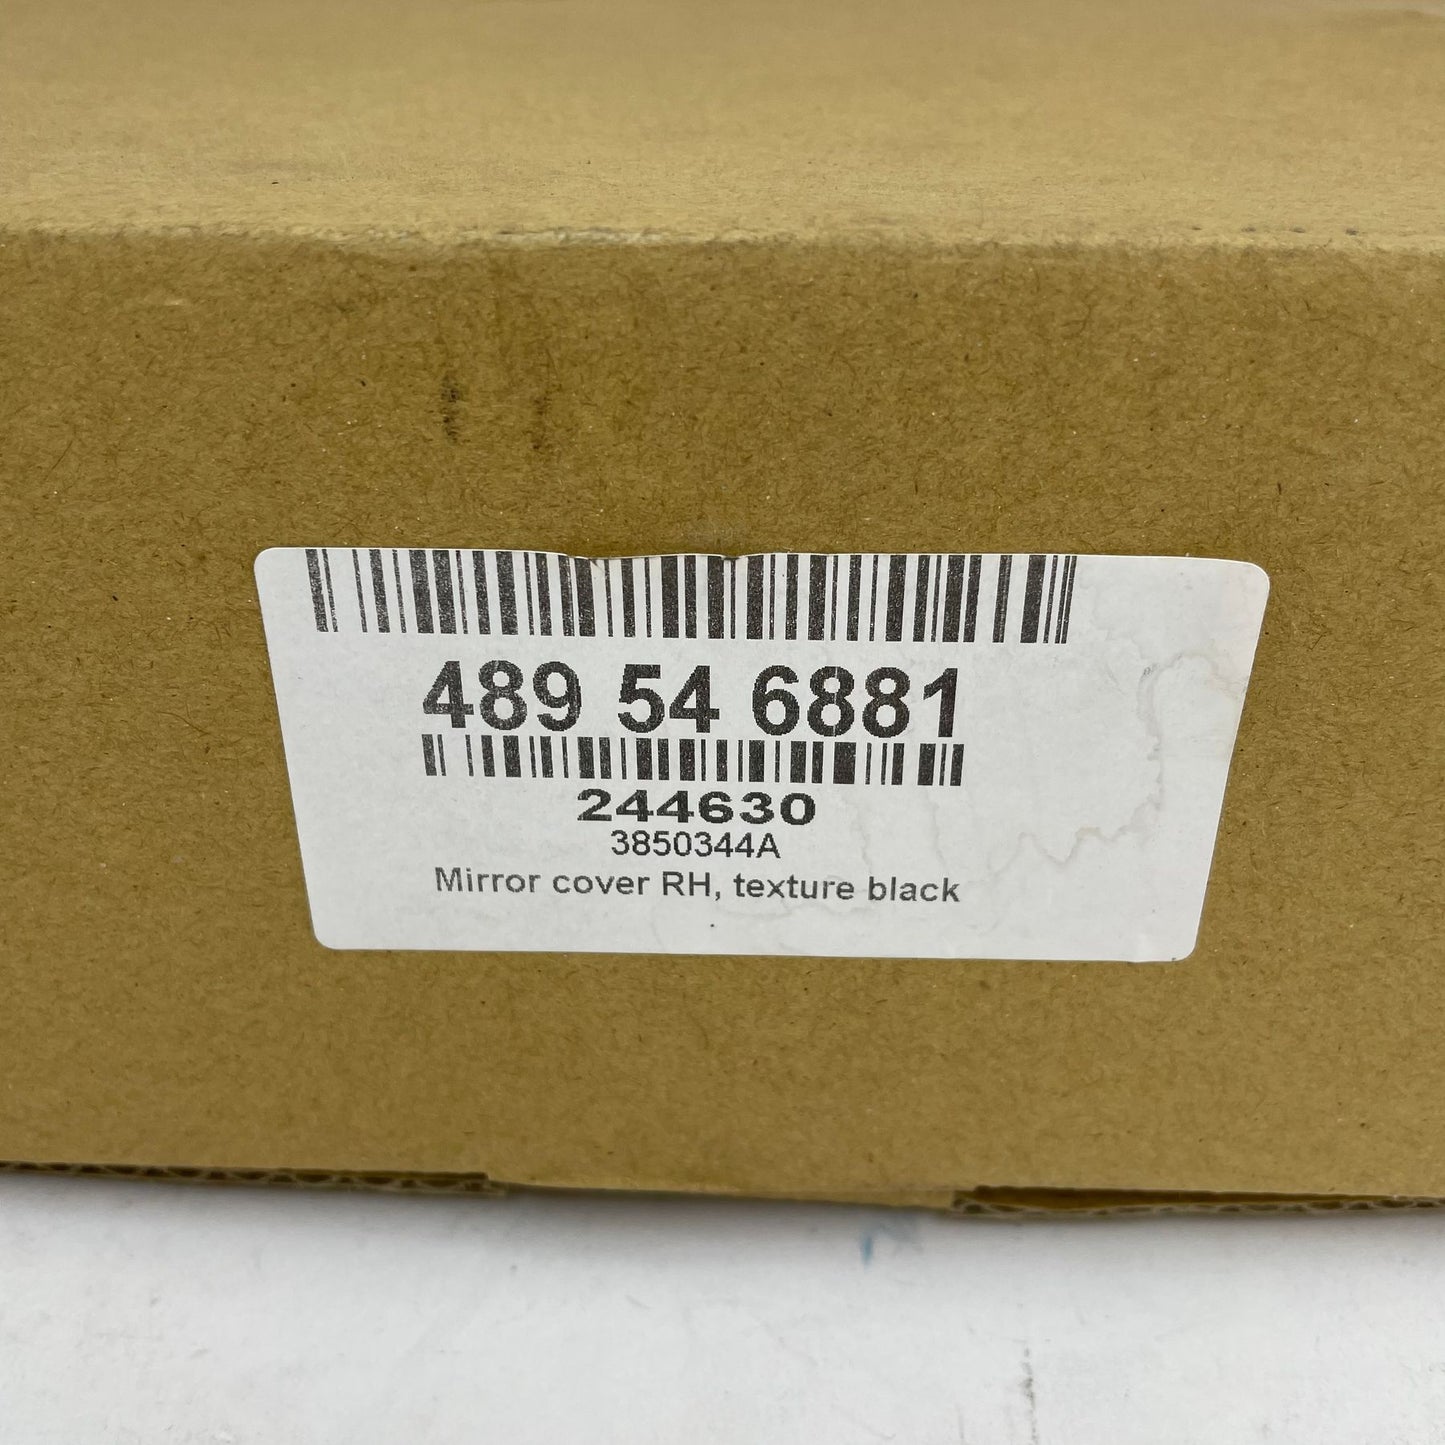 489 54 6881
244630
3850344A
Mirror cover RH, texture black